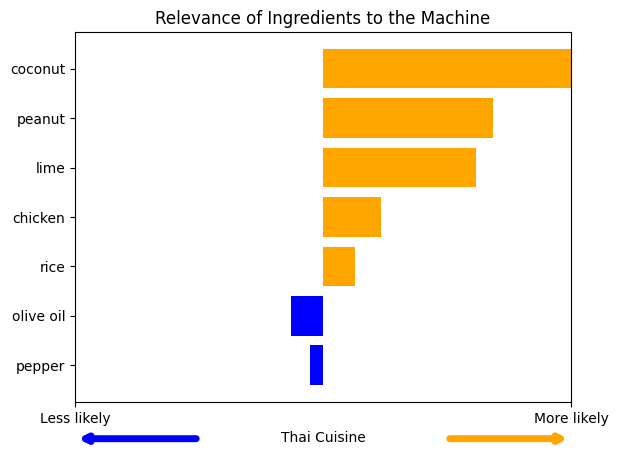 Relevance of Ingredients to the Machine
coconut
peanut
lime
chicken
rice
olive oil
pepper
Less likely
More likely
Thai Cuisine